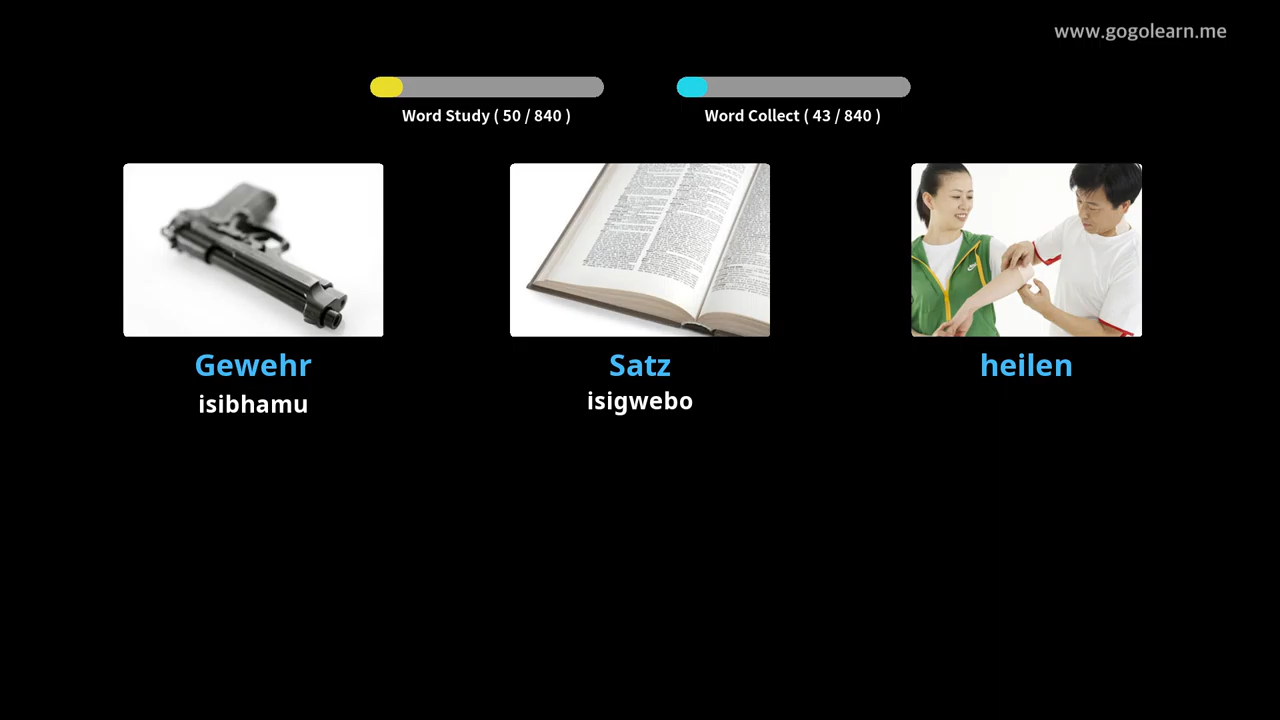 www.gogolearn.me
Word Study ( 50 / 840 )
Word Collect ( 43 / 840 )
Gewehr
isibhamu
Satz
isigwebo
heilen